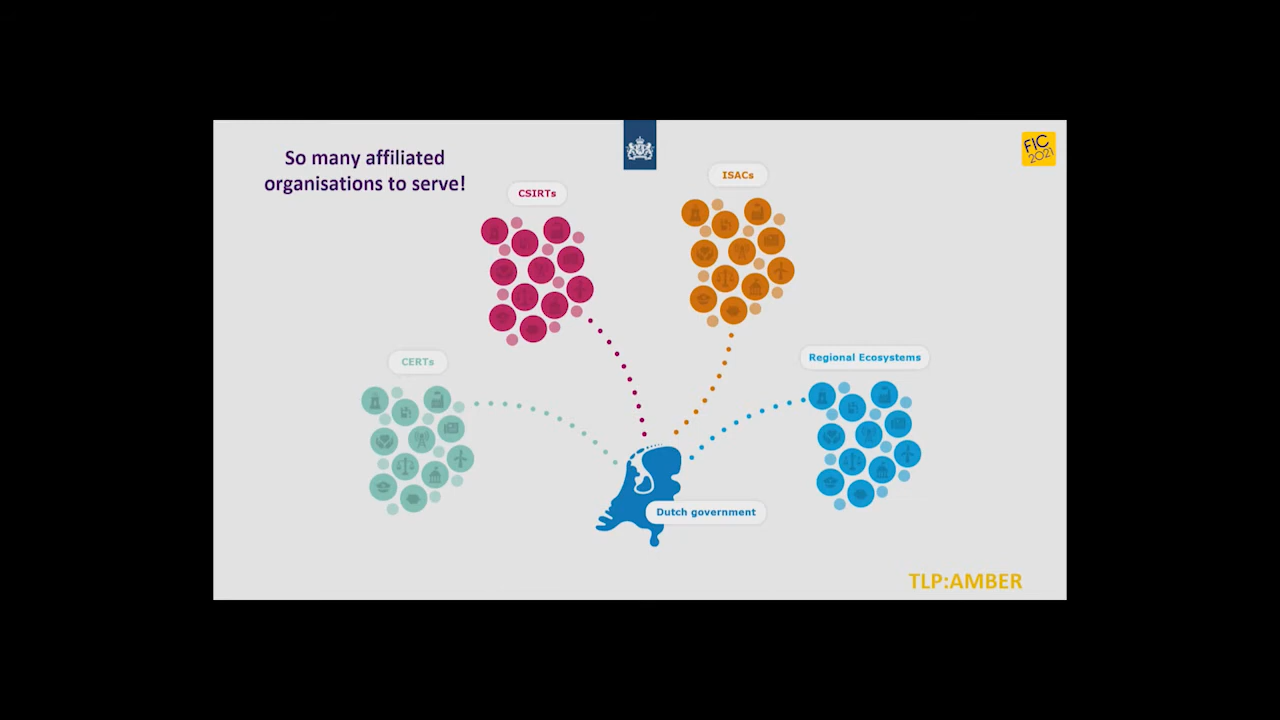 So many affiliated
organisations to serve!
FIC
2021
ISACs
CSIRTs
Regional Ecosystems
CERTs
Dutch government
TLP:AMBER